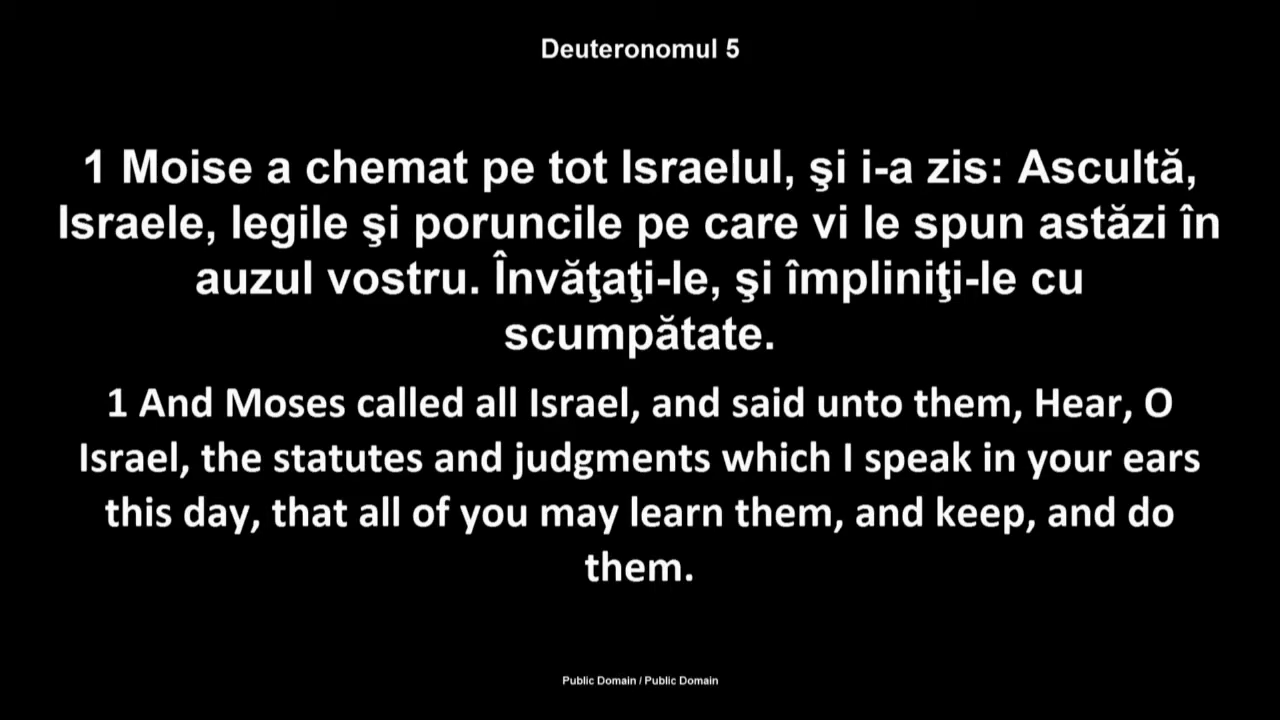 Deuteronomul 5
1 Moise a chemat pe tot Israelul, şi i-a zis: Ascultă,
Israele, legile şi poruncile pe care vi le spun astăzi în
auzul vostru. Învăţaţi-le, şi împliniţi-le cu
scumpătate.
1 And Moses called all Israel, and said unto them, Hear, O
Israel, the statutes and judgments which I speak in your ears
this day, that all of you may learn them, and keep, and do
them.
Public Domain / Public Domain